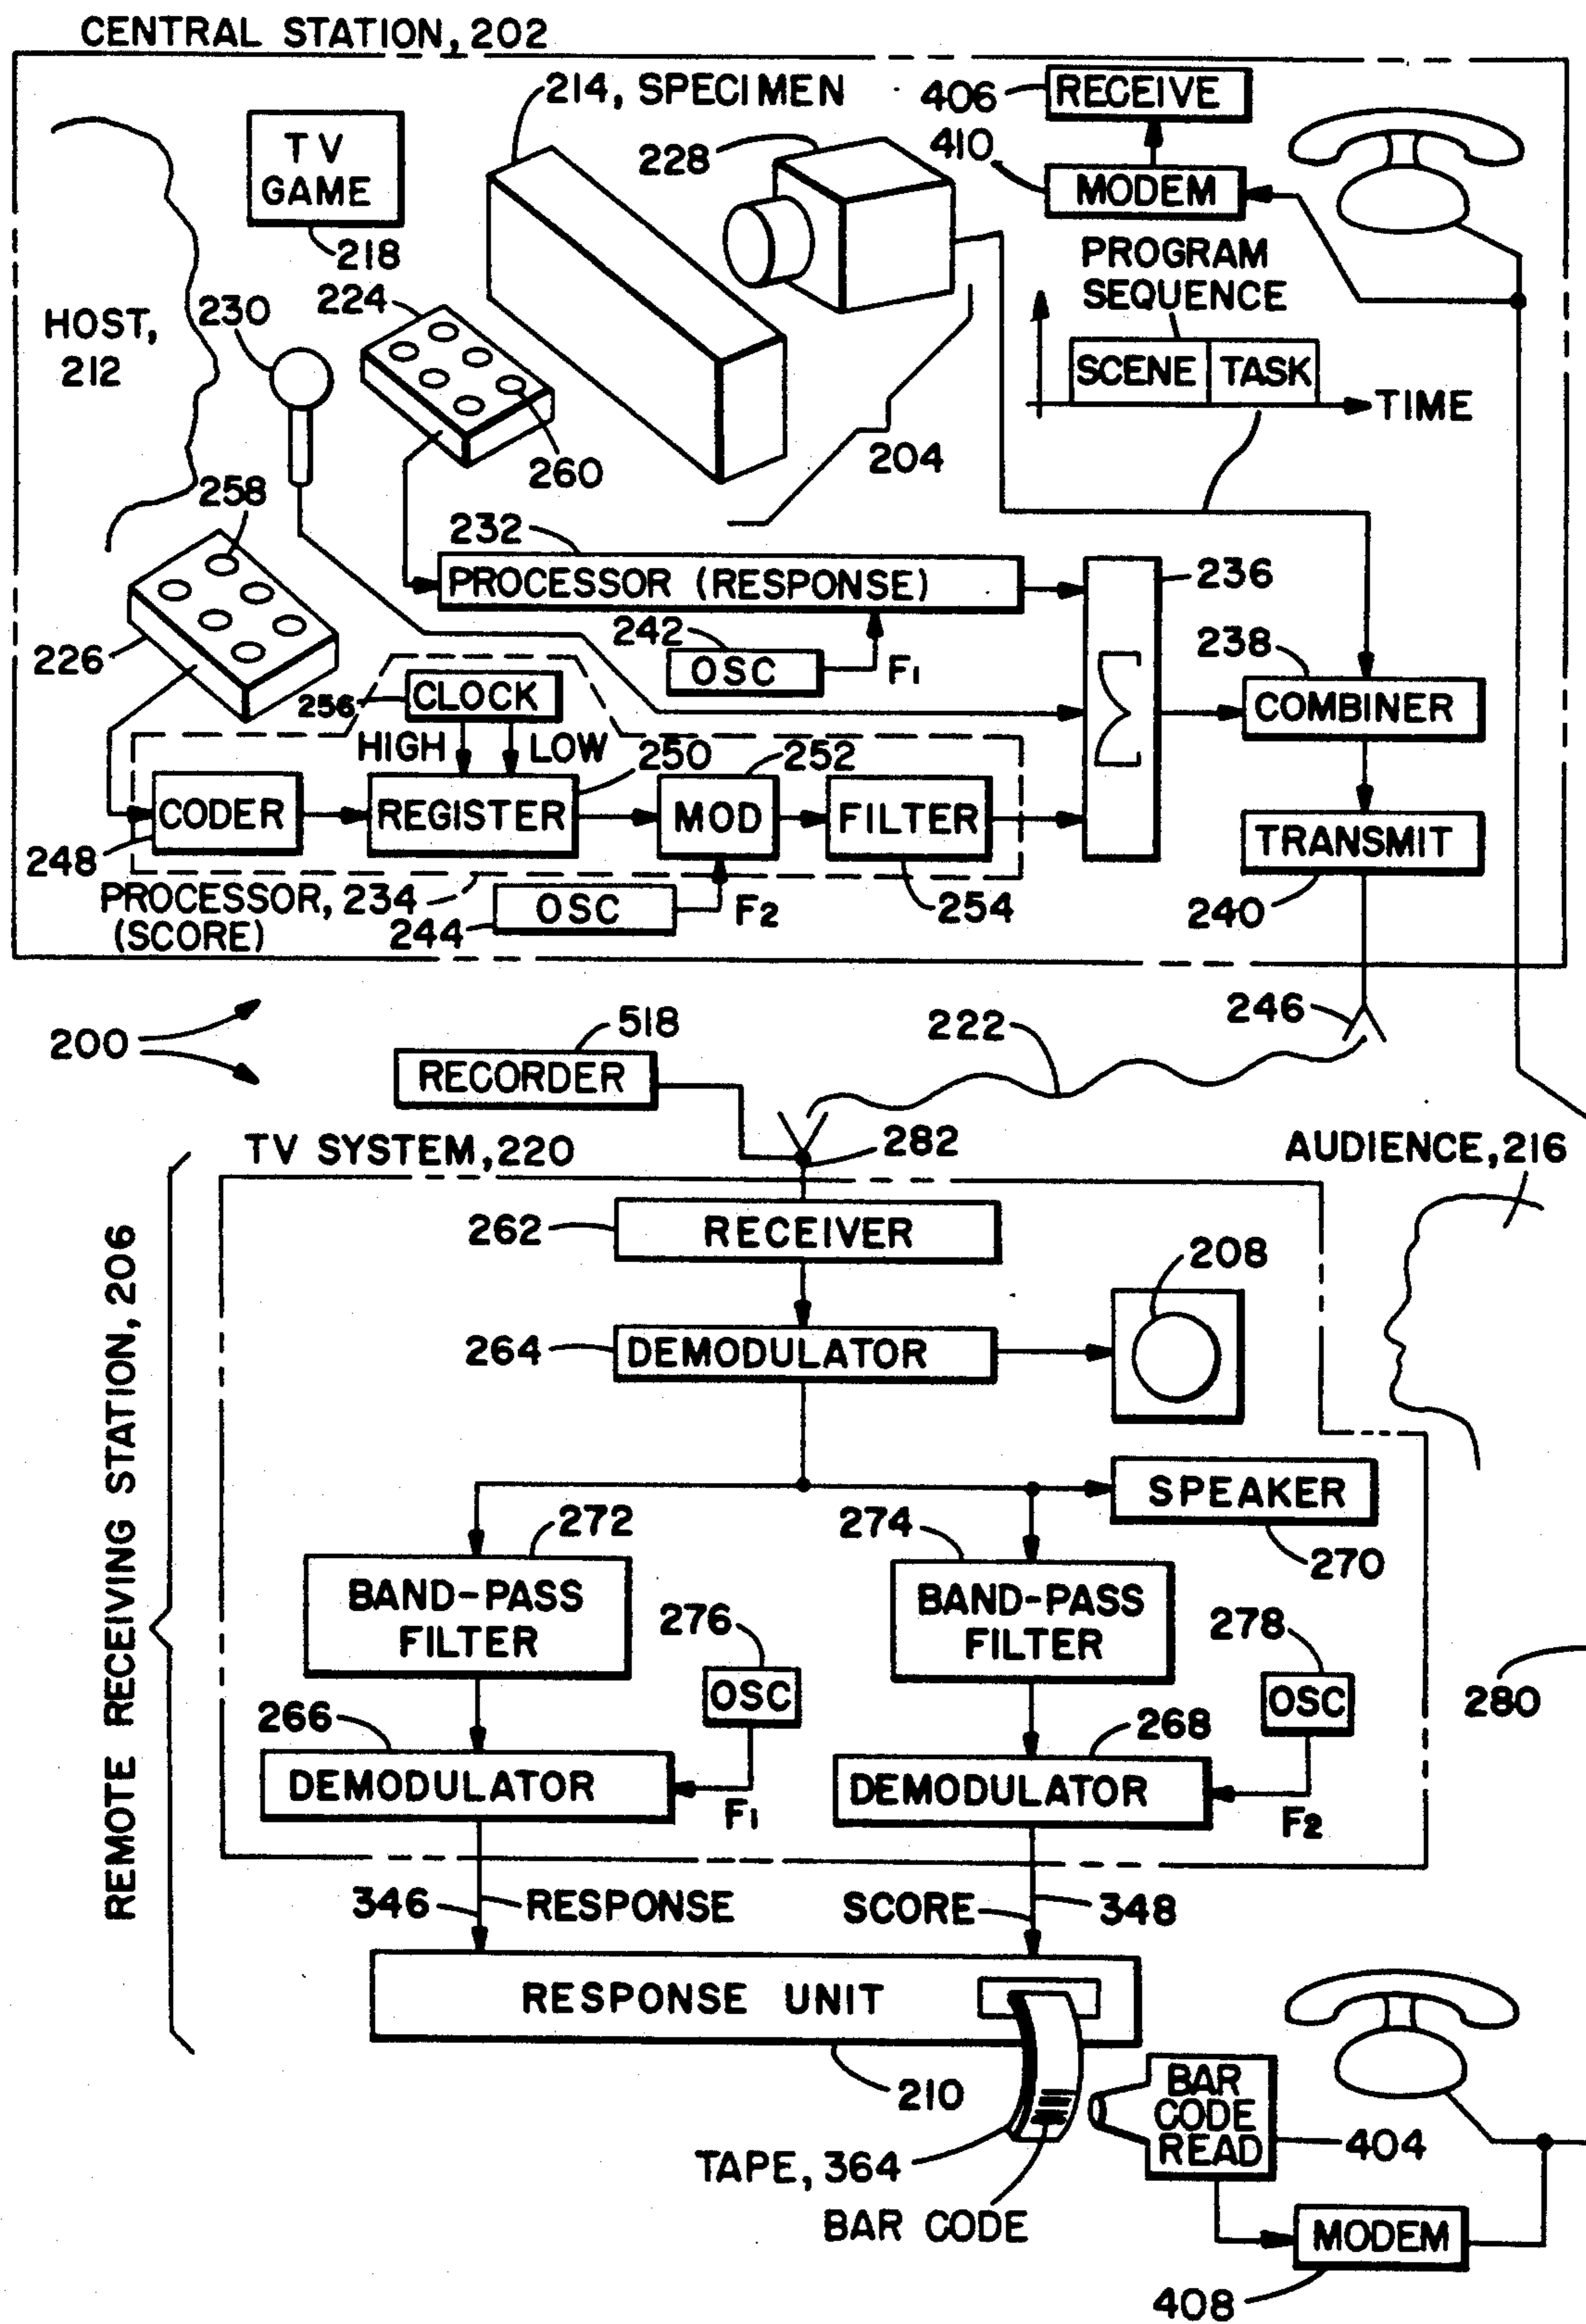 CENTRAL STATION, 202
214, SPECIMEN
406
RECEIVE
TV
GAME
218
228
410
MODEM
PROGRAM
SEQUENCE
SCENE
TASK
TIME
HOST,
212
230
224
260
204
258
232
PROCESSOR (RESPONSE)
236
242
OSC
F1
226
256
CLOCK
HIGH
LOW
238
COMBINER
250
252
CODER
REGISTER
MOD
FILTER
Σ
TRANSMIT
248
PROCESSOR, 234
(SCORE)
244
OSC
F2
254
240
200
518
RECORDER
222
246
TV SYSTEM, 220
282
AUDIENCE, 216
REMOTE RECEIVING STATION, 206
262
RECEIVER
208
264
DEMODULATOR
SPEAKER
270
272
BAND-PASS
FILTER
274
BAND-PASS
FILTER
276
OSC
278
OSC
280
266
DEMODULATOR
F1
268
DEMODULATOR
F2
346
RESPONSE
SCORE
348
RESPONSE UNIT
210
TAPE, 364
BAR CODE
BAR
CODE
READ
404
MODEM
408